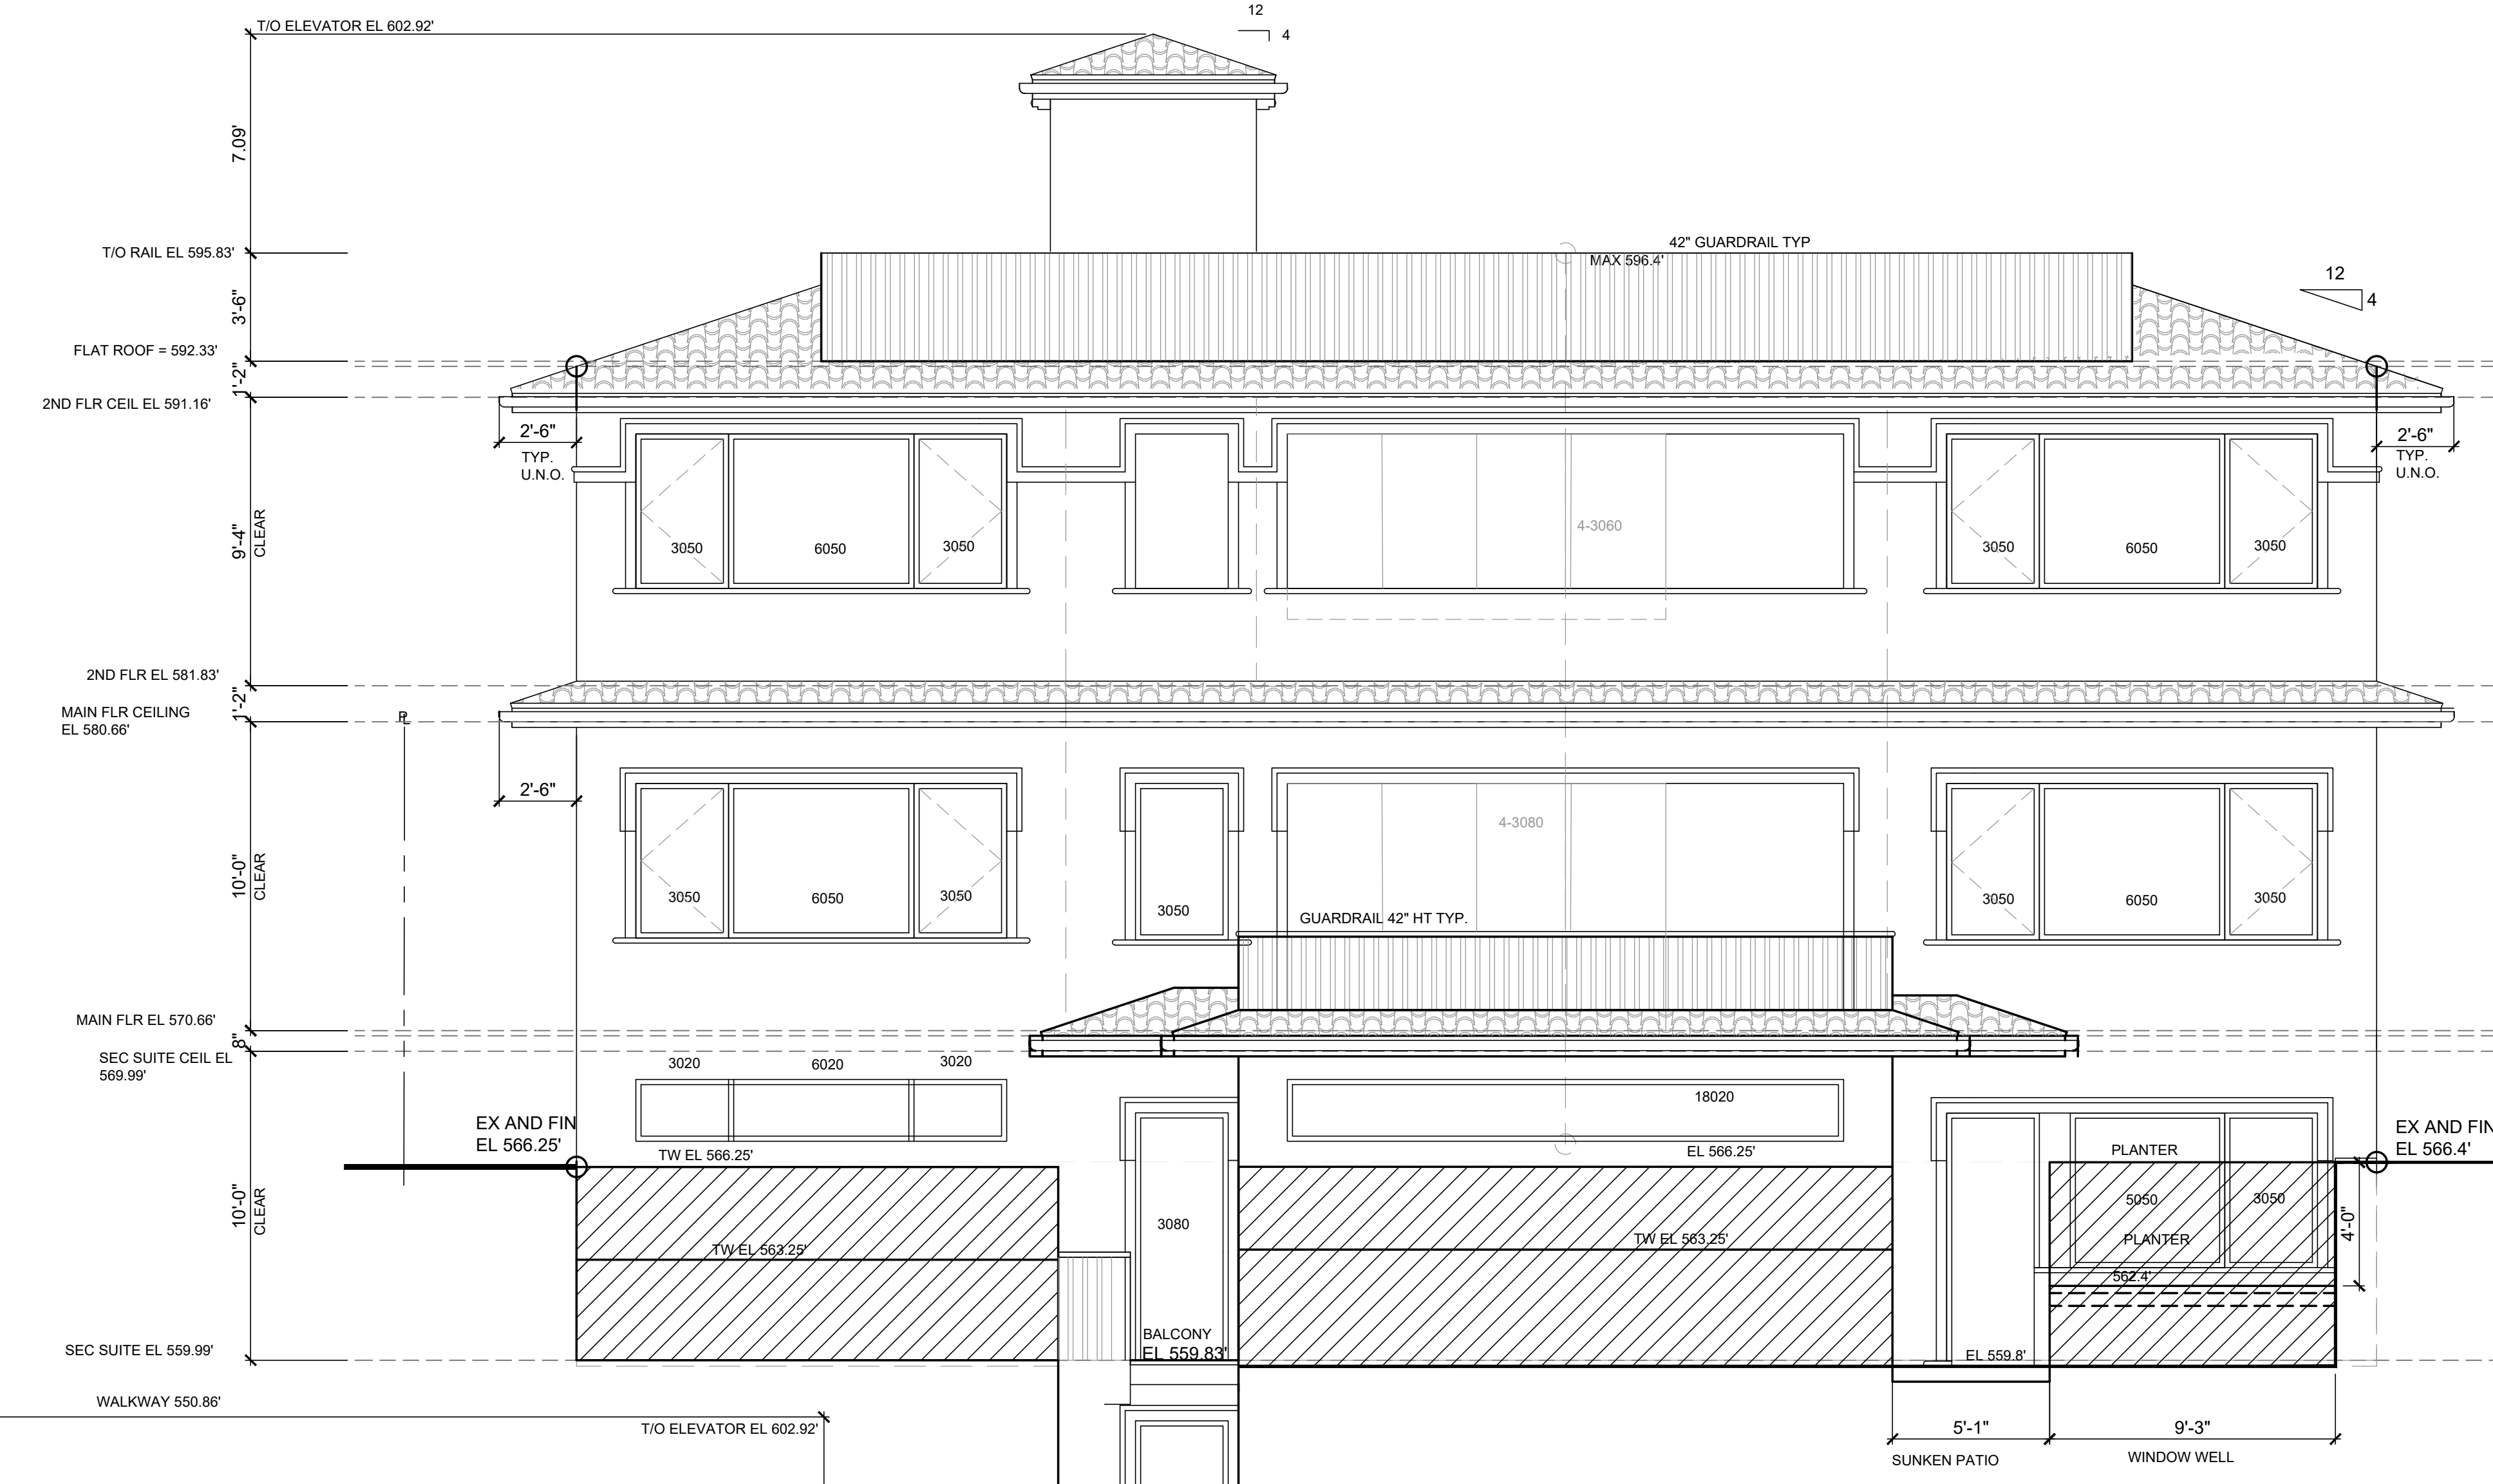 12
4
T/O ELEVATOR EL 602.92'
7.09'
T/O RAIL EL 595.83'
42" GUARDRAIL TYP
MAX 596.4'
12
4
3'-6"
FLAT ROOF = 592.33'
1'-2"
2ND FLR CEIL EL 591.16'
2'-6"
TYP.
U.N.O.
2'-6"
TYP.
U.N.O.
9'-4"
CLEAR
3050
6050
3050
4-3060
3050
6050
3050
2ND FLR EL 581.83'
1'-2"
MAIN FLR CEILING
EL 580.66'
PL
2'-6"
10'-0"
CLEAR
3050
6050
3050
3050
4-3080
3050
6050
3050
GUARDRAIL 42" HT TYP.
MAIN FLR EL 570.66'
8"
SEC SUITE CEIL EL
569.99'
3020
6020
3020
18020
EX AND FIN
EL 566.25'
TW EL 566.25'
EL 566.25'
PLANTER
EX AND FIN
EL 566.4'
10'-0"
CLEAR
3080
5050
3050
4'-0"
TW EL 563.25'
TW EL 563.25'
PLANTER
562.4'
BALCONY
EL 559.83'
SEC SUITE EL 559.99'
EL 559.8'
WALKWAY 550.86'
T/O ELEVATOR EL 602.92'
5'-1"
9'-3"
SUNKEN PATIO
WINDOW WELL